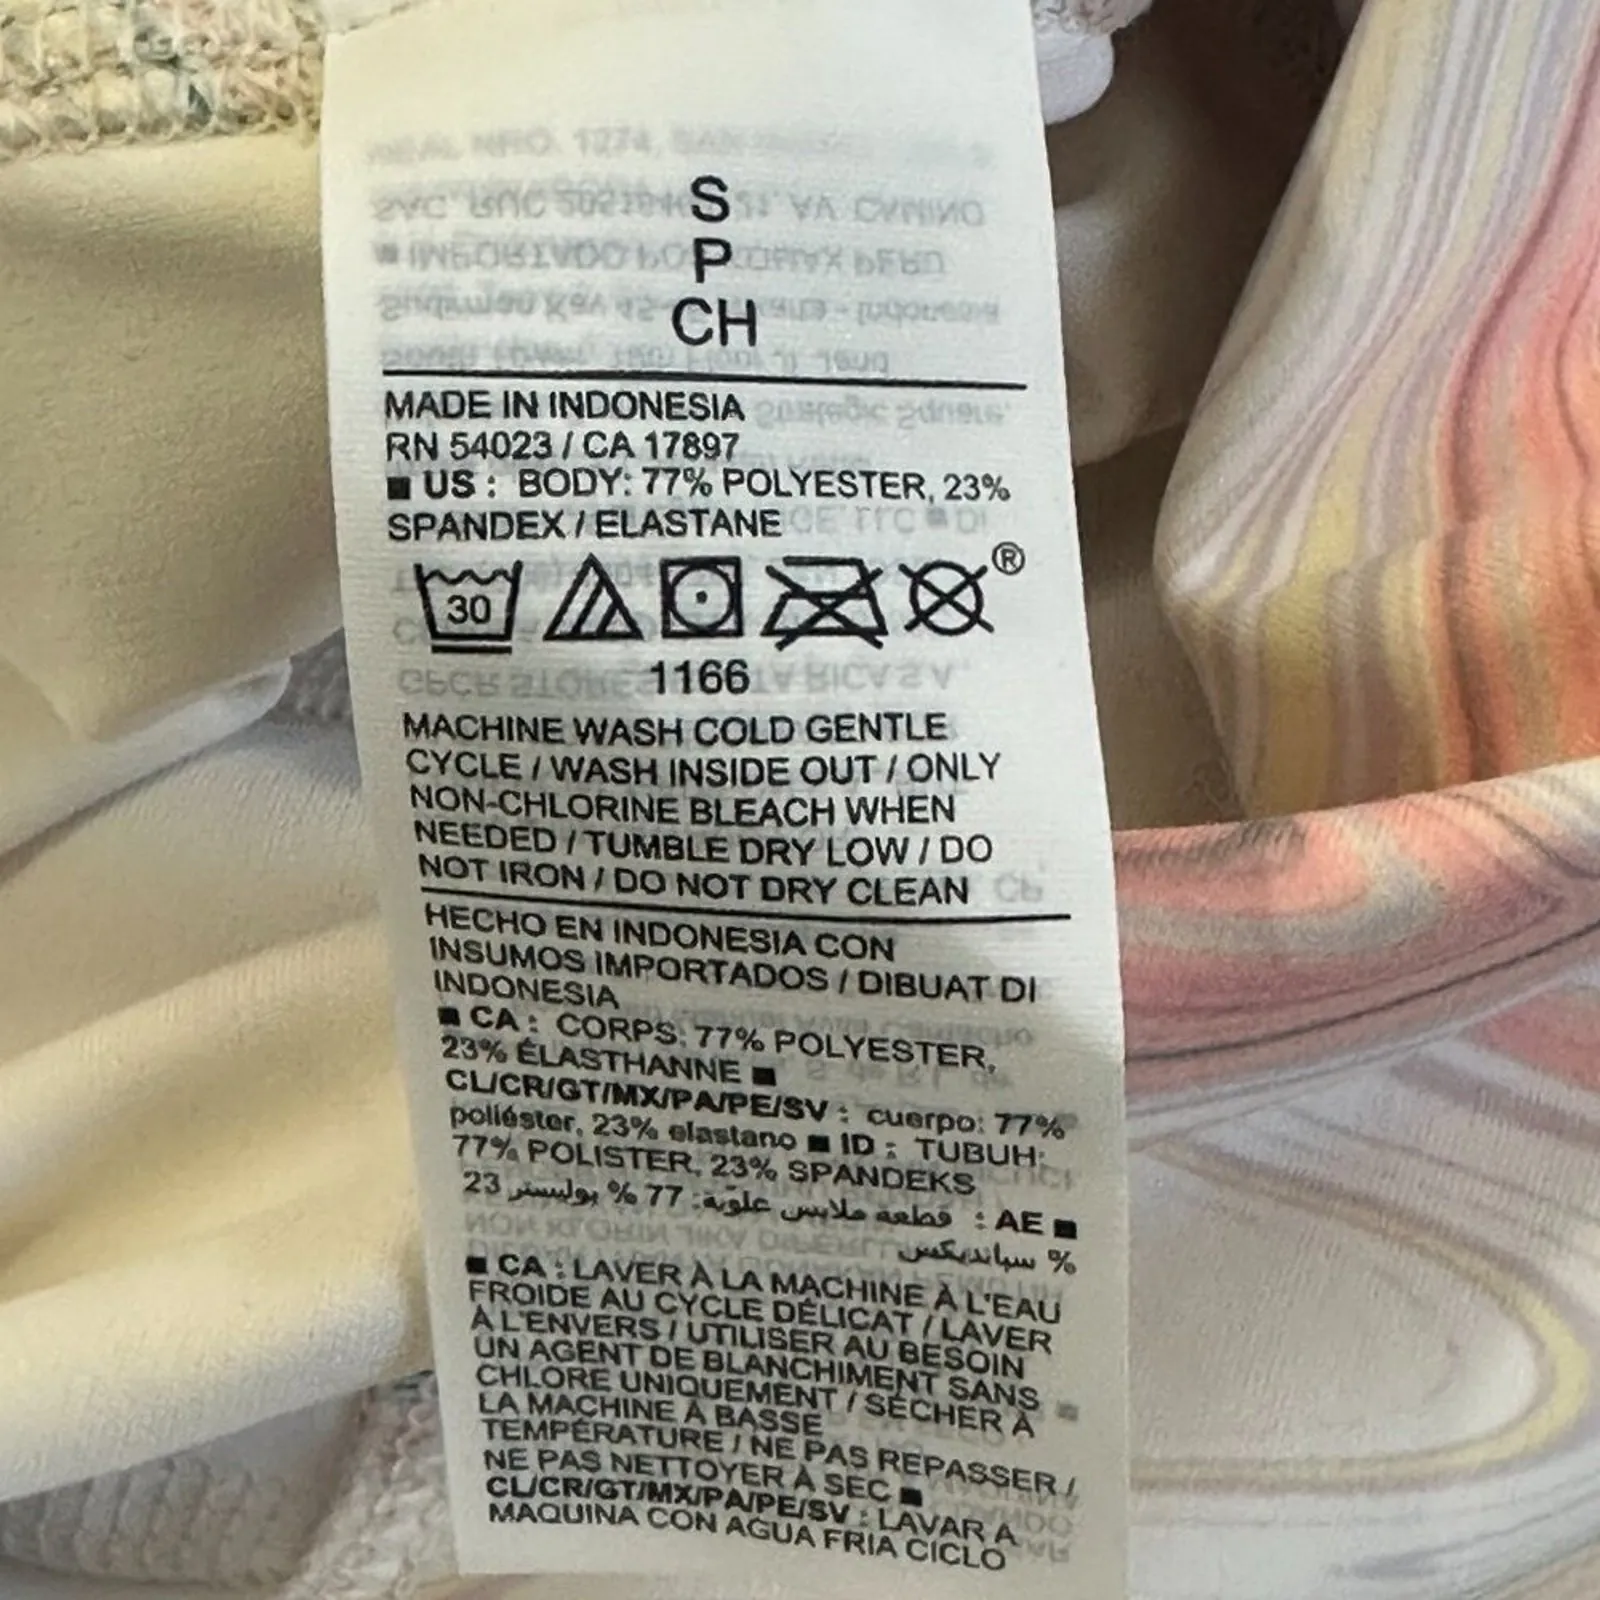 S
P
CH
MADE IN INDONESIA
RN 54023 / CA 17897
■ US : BODY: 77% POLYESTER, 23%
SPANDEX / ELASTANE
30
®
1166
MACHINE WASH COLD GENTLE
CYCLE / WASH INSIDE OUT / ONLY
NON-CHLORINE BLEACH WHEN
NEEDED / TUMBLE DRY LOW / DO
NOT IRON / DO NOT DRY CLEAN
HECHO EN INDONESIA CON
INSUMOS IMPORTADOS / DIBUAT DI
INDONESIA
■ CA : CORPS: 77% POLYESTER,
23% ÉLASTHANNE ■
CL/CR/GT/MX/PA/PE/SV : cuerpo: 77%
poliéster, 23% elastano ■ ID : TUBUH:
77% POLISTER, 23% SPANDEKS
■ AE : قطعة ملابس علوية: 77 % بوليستر 23
% سبانديكس
■ CA : LAVER À LA MACHINE À L'EAU
FROIDE AU CYCLE DÉLICAT / LAVER
À L'ENVERS / UTILISER AU BESOIN
UN AGENT DE BLANCHIMENT SANS
CHLORE UNIQUEMENT / SÉCHER À
LA MACHINE À BASSE
TEMPÉRATURE / NE PAS REPASSER /
NE PAS NETTOYER À SEC ■
CL/CR/GT/MX/PA/PE/SV : LAVAR A
MAQUINA CON AGUA FRIA CICLO